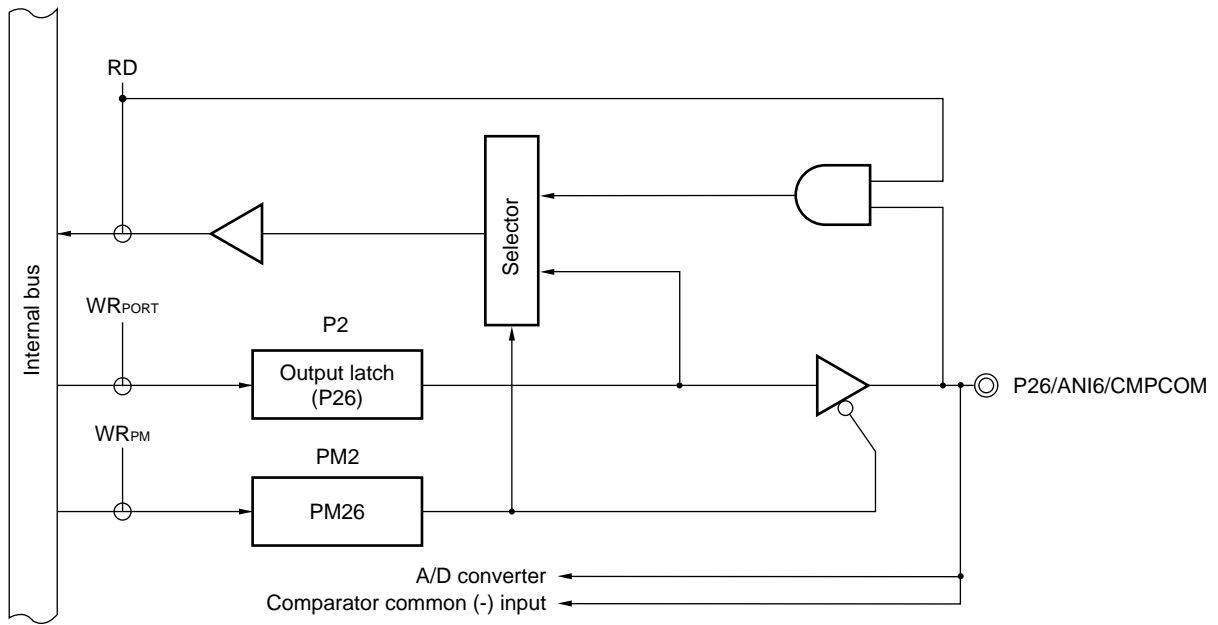 RD
Selector
Internal bus
WRPORT
P2
Output latch
(P26)
P26/ANI6/CMPCOM
WRPM
PM2
PM26
A/D converter
Comparator common (-) input